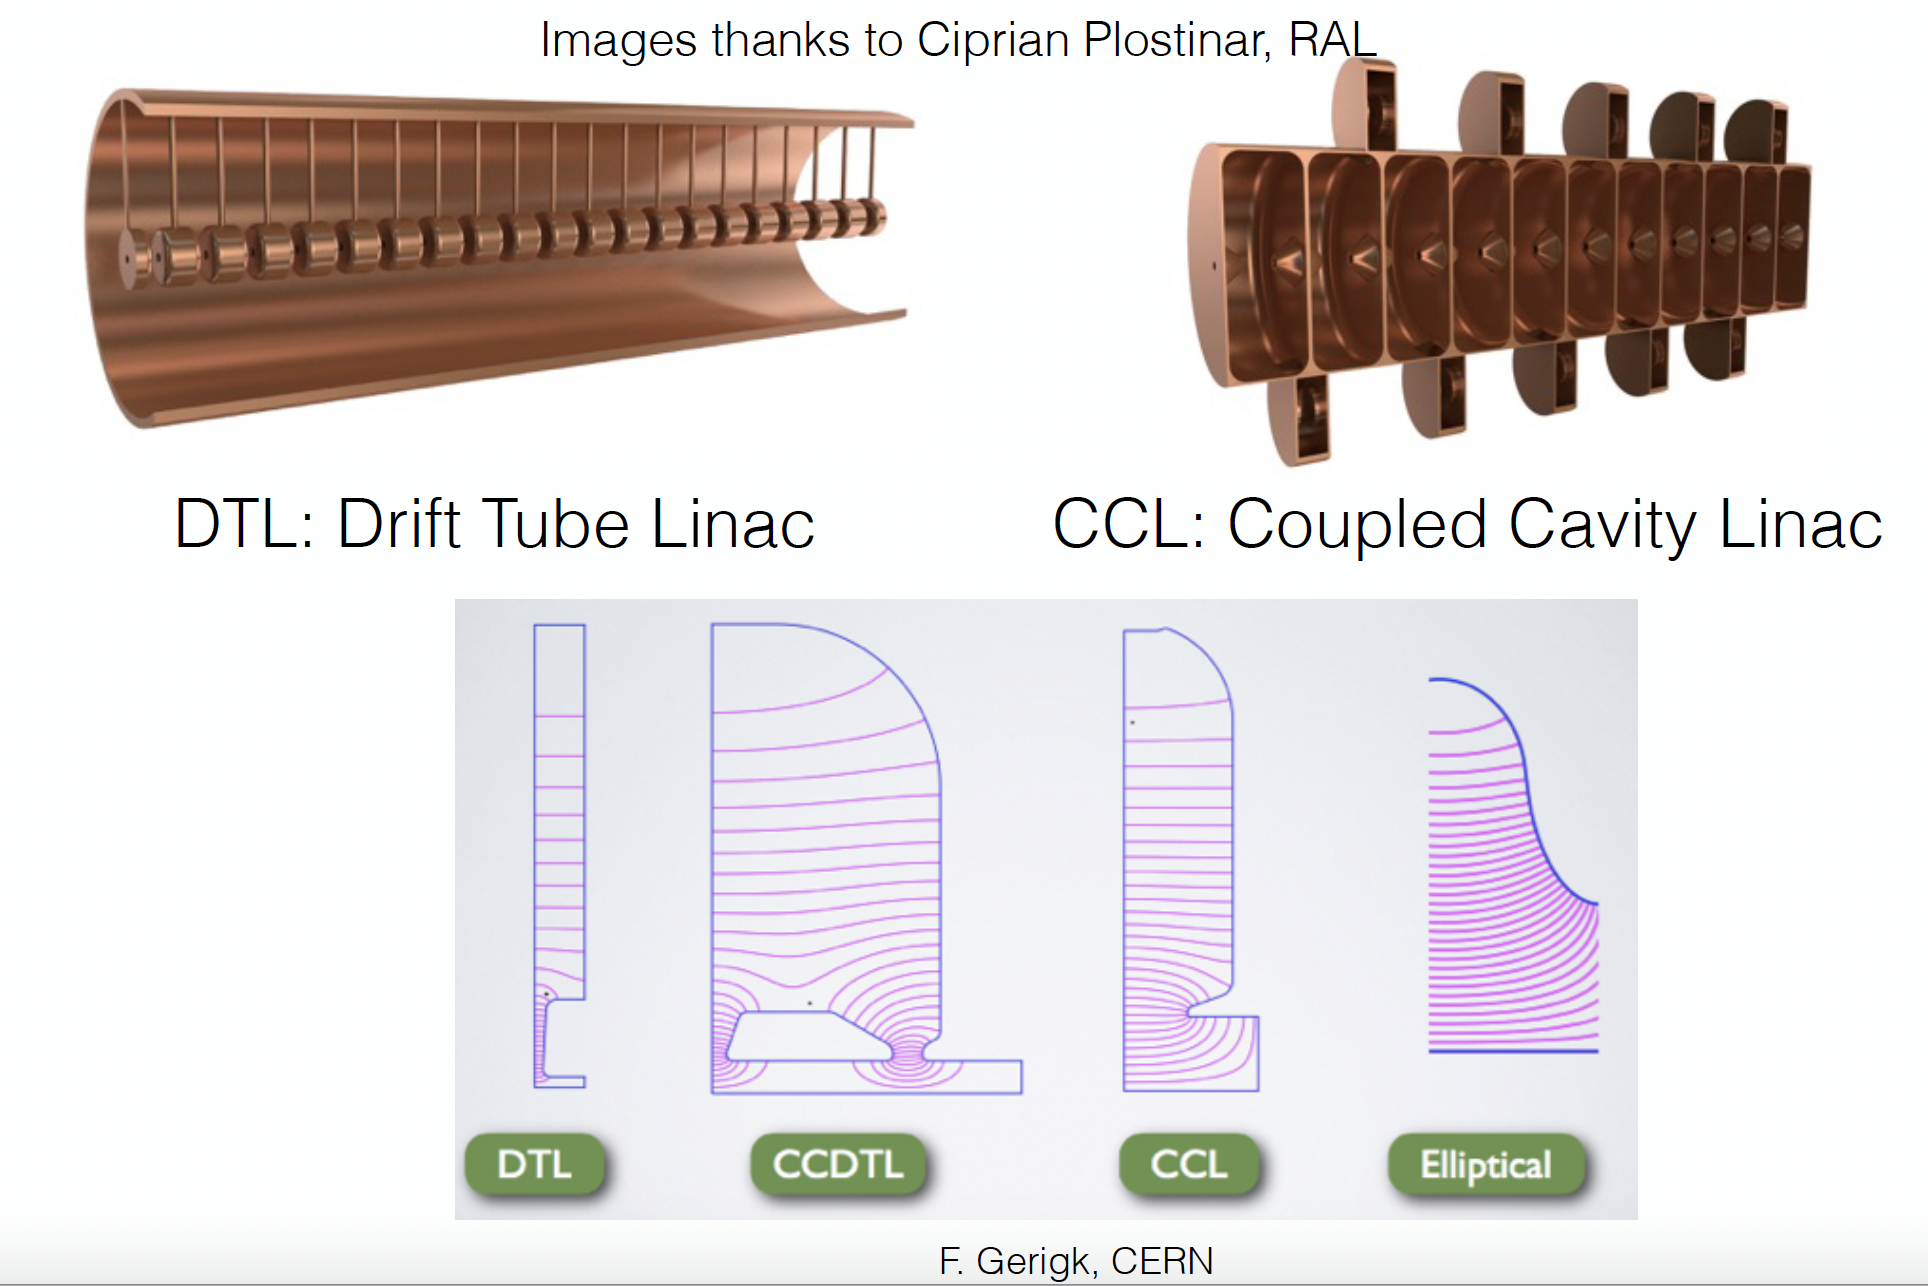 Images thanks to Ciprian Plostinar, RAL
DTL: Drift Tube Linac
CCL: Coupled Cavity Linac
DTL
CCDTL
CCL
Elliptical
F. Gerigk, CERN